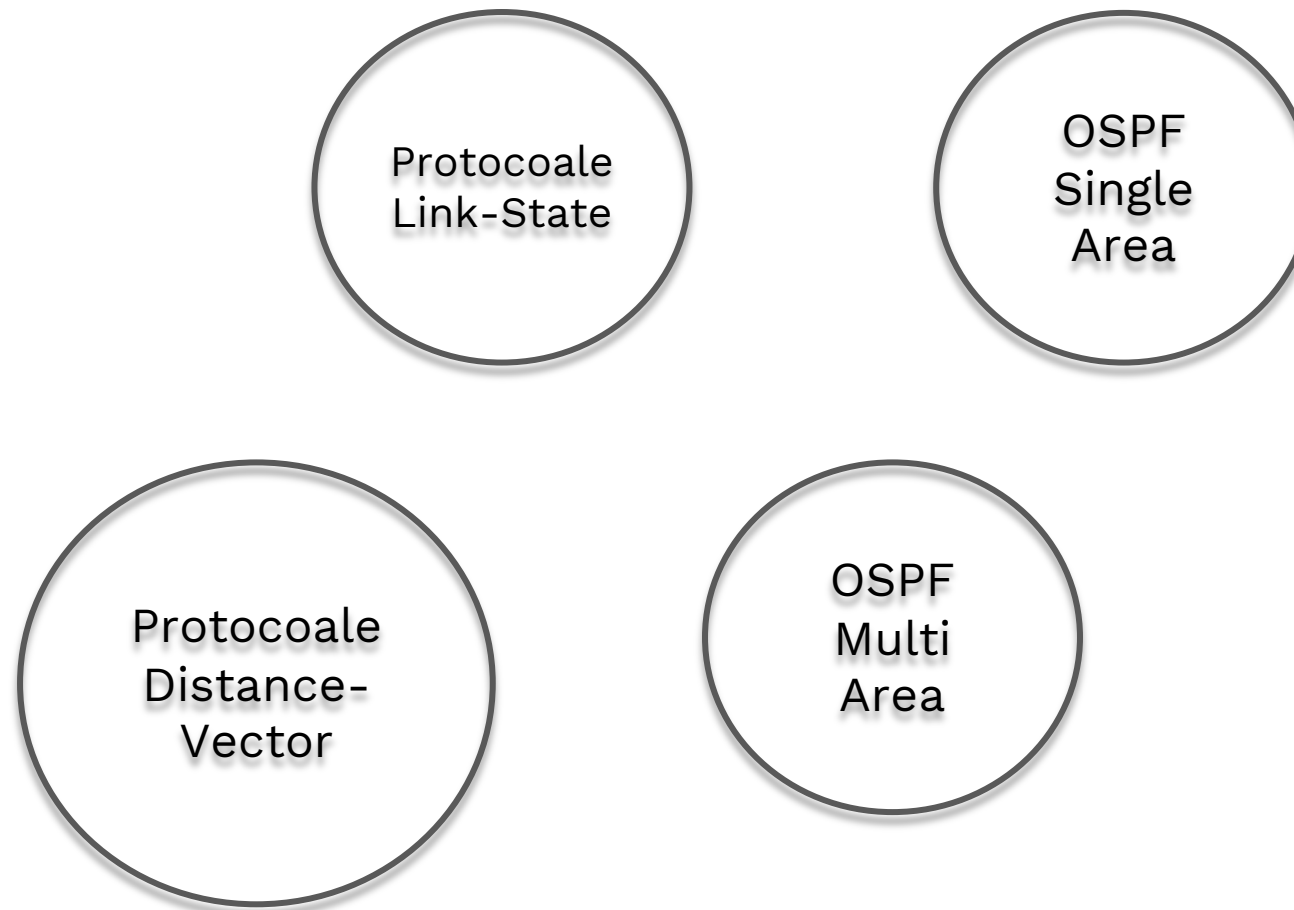 Protocoale
Link-State
OSPF
Single
Area
Protocoale
Distance-
Vector
OSPF
Multi
Area